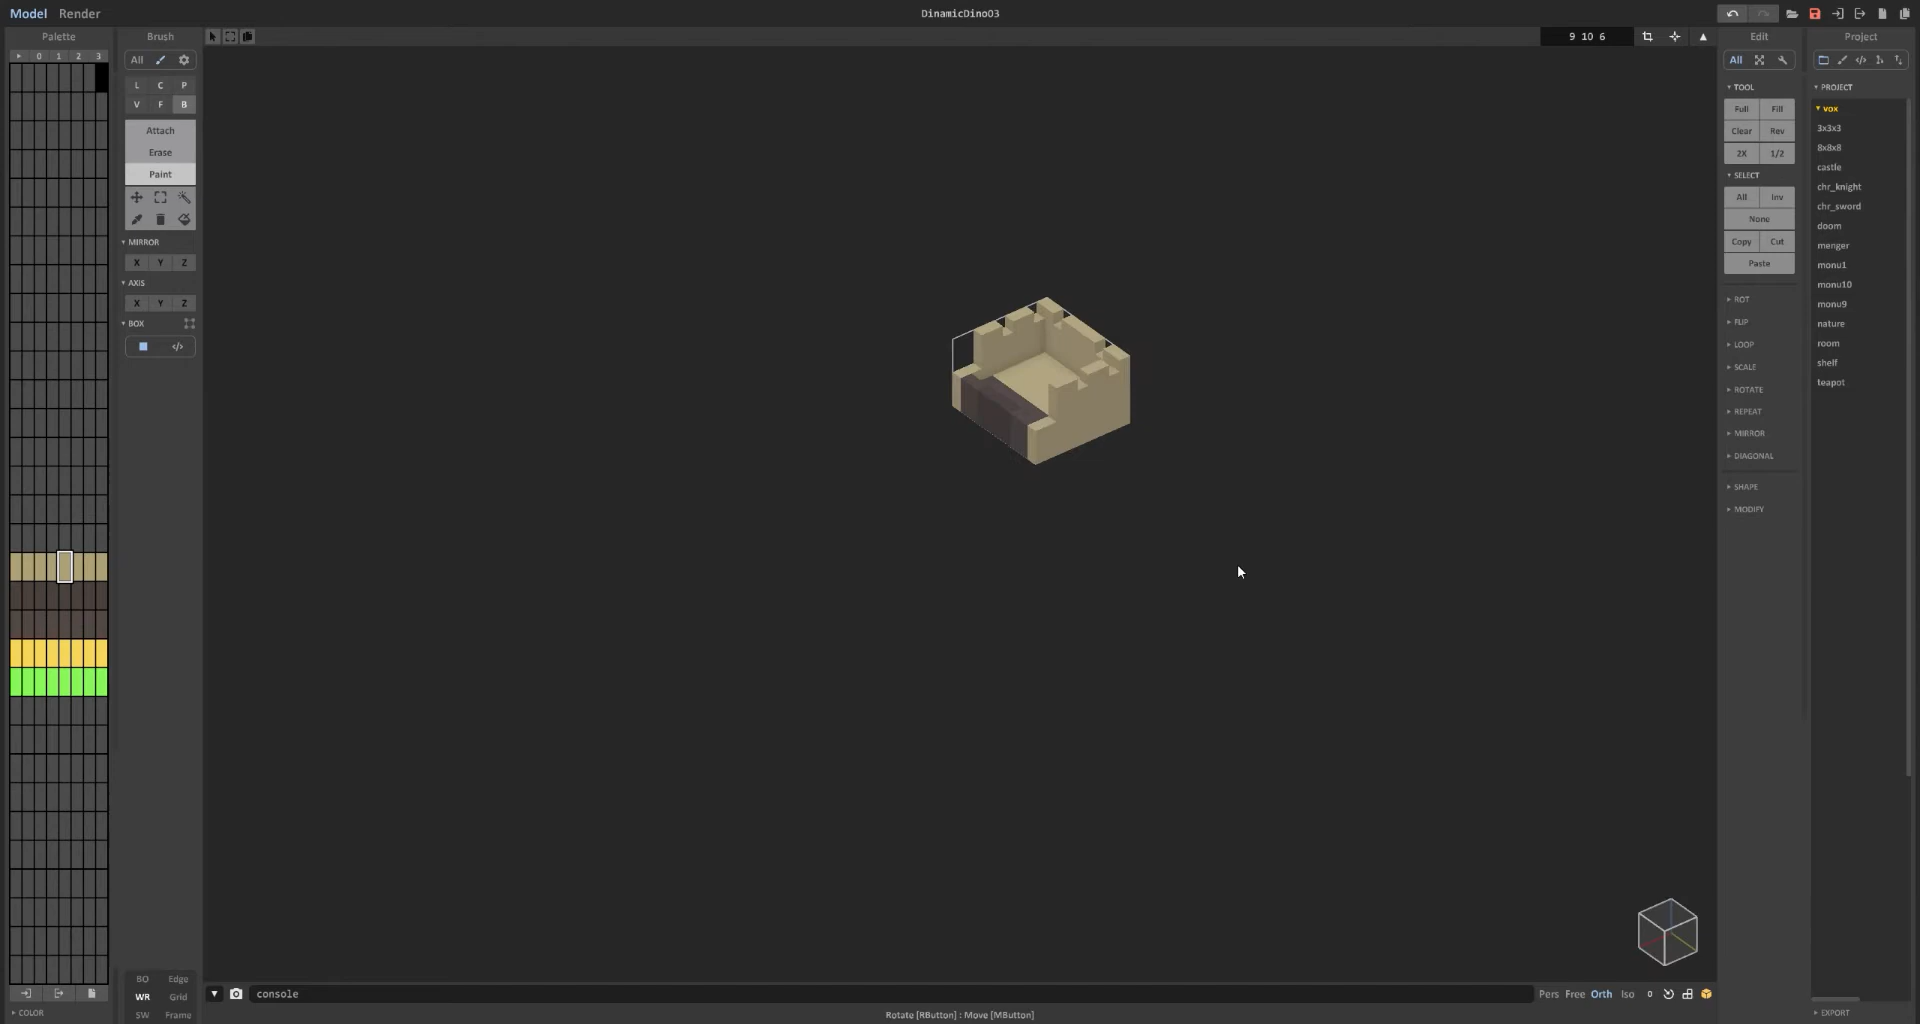 Model Render
DinamicDino03
Palette
0 1 2 3
COLOR
Brush
All
L C P
V F B
Attach
Erase
Paint
MIRROR
X Y Z
AXIS
X Y Z
BOX
</>
BO Edge
WR Grid
SW Frame
9 10 6
console
Pers Free Orth Iso 0
Rotate [RButton] : Move [MButton]
Edit
All
TOOL
Full Fill
Clear Rev
2X 1/2
SELECT
All Inv
None
Copy Cut
Paste
ROT
FLIP
LOOP
SCALE
ROTATE
REPEAT
MIRROR
DIAGONAL
SHAPE
MODIFY
Project
</>
PROJECT
vox
3x3x3
8x8x8
castle
chr_knight
chr_sword
doom
menger
monu1
monu10
monu9
nature
room
shelf
teapot
EXPORT